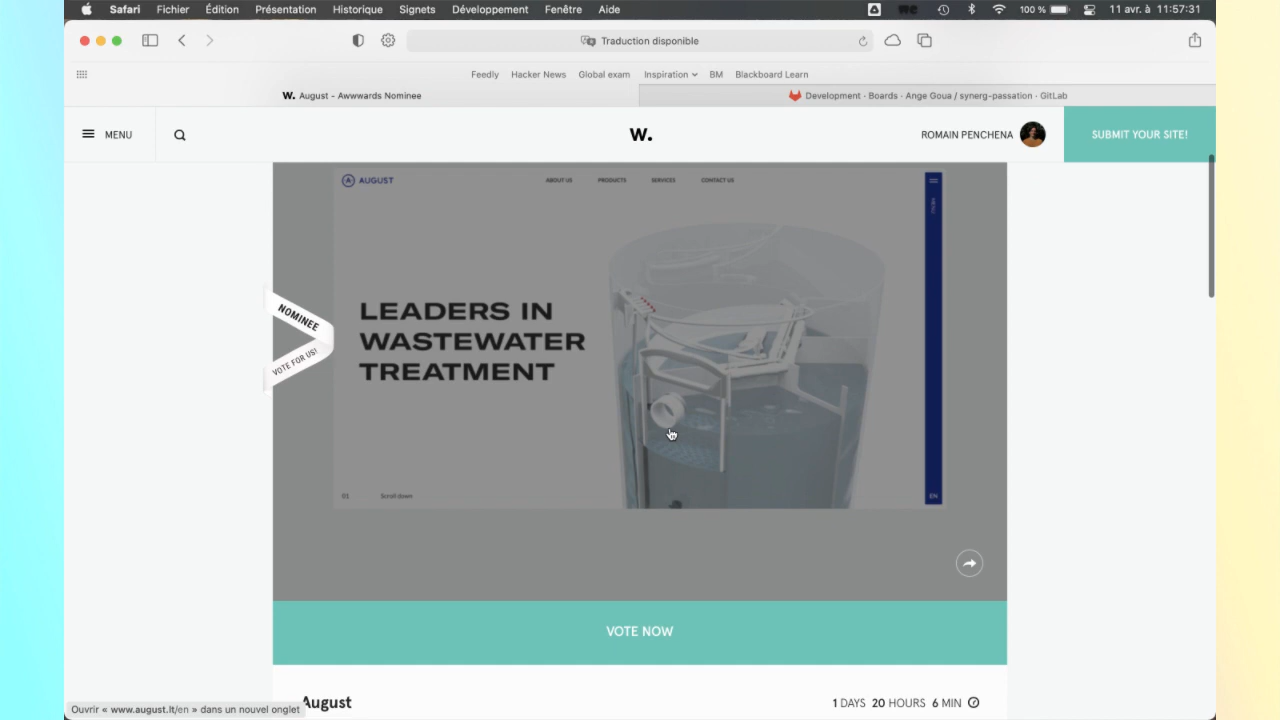 Safari Fichier Édition Présentation Historique Signets Développement Fenêtre Aide 100 % 11 avr. à 11:57:31
Traduction disponible
Feedly Hacker News Global exam Inspiration BM Blackboard Learn
W. August - Awwwards Nominee Development · Boards · Ange Goua / synerg-passation · GitLab
MENU W. ROMAIN PENCHENA SUBMIT YOUR SITE!
A AUGUST ABOUT US PRODUCTS SERVICES CONTACT US
NOMINEE
VOTE FOR US!
LEADERS IN
WASTEWATER
TREATMENT
01 Scroll down EN
VOTE NOW
August 1 DAYS 20 HOURS 6 MIN
Ouvrir « www.august.lt/en » dans un nouvel onglet